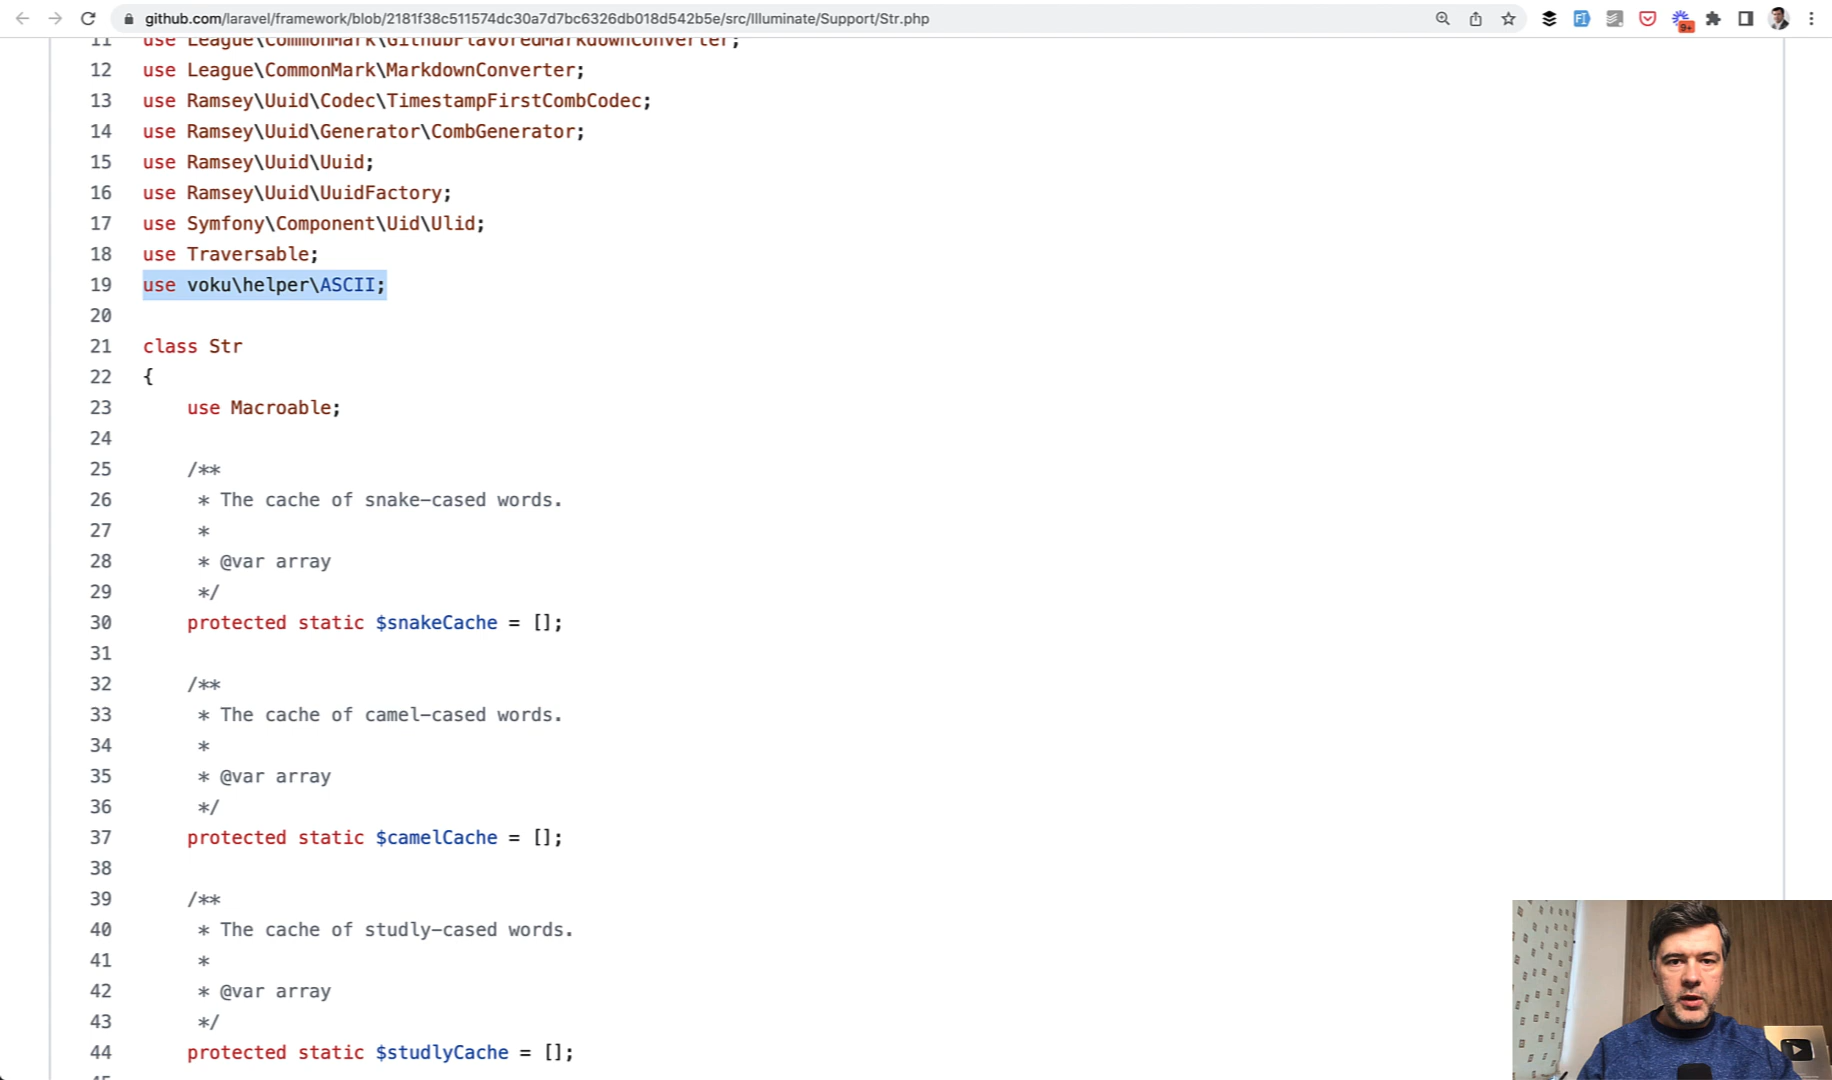 github.com/laravel/framework/blob/2181f38c511574dc30a7d7bc6326db018d542b5e/src/Illuminate/Support/Str.php
9+
11 use League\CommonMark\GithubFlavoredMarkdownConverter;
12 use League\CommonMark\MarkdownConverter;
13 use Ramsey\Uuid\Codec\TimestampFirstCombCodec;
14 use Ramsey\Uuid\Generator\CombGenerator;
15 use Ramsey\Uuid\Uuid;
16 use Ramsey\Uuid\UuidFactory;
17 use Symfony\Component\Uid\Ulid;
18 use Traversable;
19 use voku\helper\ASCII;
20
21 class Str
22 {
23 use Macroable;
24
25 /**
26 * The cache of snake-cased words.
27 *
28 * @var array
29 */
30 protected static $snakeCache = [];
31
32 /**
33 * The cache of camel-cased words.
34 *
35 * @var array
36 */
37 protected static $camelCache = [];
38
39 /**
40 * The cache of studly-cased words.
41 *
42 * @var array
43 */
44 protected static $studlyCache = [];